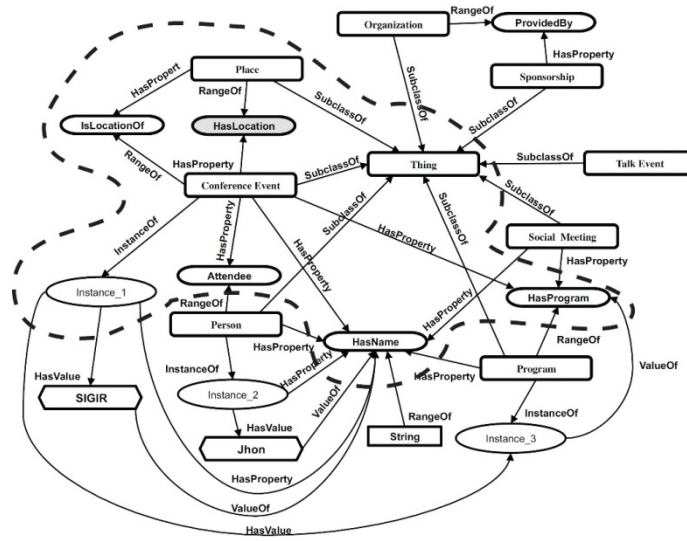 Organization
RangeOf
ProvidedBy
HasProperty
Sponsorship
SubclassOf
SubclassOf
HasPropert
Place
RangeOf
SubclassOf
IsLocationOf
HasLocation
RangeOf
HasProperty
SubclassOf
Thing
SubclassOf
Talk Event
Conference Event
SubclassOf
SubclassOf
SubclassOf
InstanceOf
HasProperty
HasProperty
HasProperty
Social Meeting
HasProperty
Attendee
Instance_1
RangeOf
HasProgram
HasProperty
Person
HasProperty
HasName
RangeOf
InstanceOf
HasProperty
HasProperty
Program
ValueOf
HasValue
SIGIR
Instance_2
ValueOf
InstanceOf
HasValue
Jhon
RangeOf
String
Instance_3
HasProperty
ValueOf
HasValue